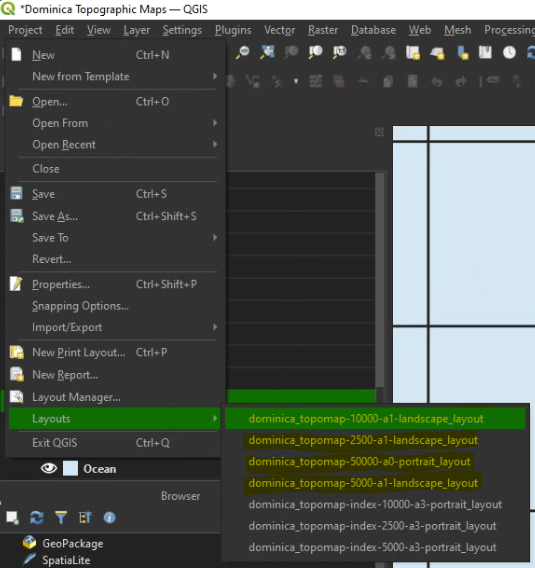 *Dominica Topographic Maps — QGIS
Project Edit View Layer Settings Plugins Vector Raster Database Web Mesh Processing
New Ctrl+N
New from Template
Open... Ctrl+O
Open From
Open Recent
Close
Save Ctrl+S
Save As... Ctrl+Shift+S
Save To
Revert...
Properties... Ctrl+Shift+P
Snapping Options...
Import/Export
New Print Layout... Ctrl+P
New Report...
Layout Manager...
Layouts
Exit QGIS Ctrl+Q
dominica_topomap-10000-a1-landscape_layout
dominica_topomap-2500-a1-landscape_layout
dominica_topomap-50000-a0-portrait_layout
dominica_topomap-5000-a1-landscape_layout
dominica_topomap-index-10000-a3-portrait_layout
dominica_topomap-index-2500-a3-portrait_layout
dominica_topomap-index-5000-a3-portrait_layout
Ocean
Browser
GeoPackage
SpatiaLite